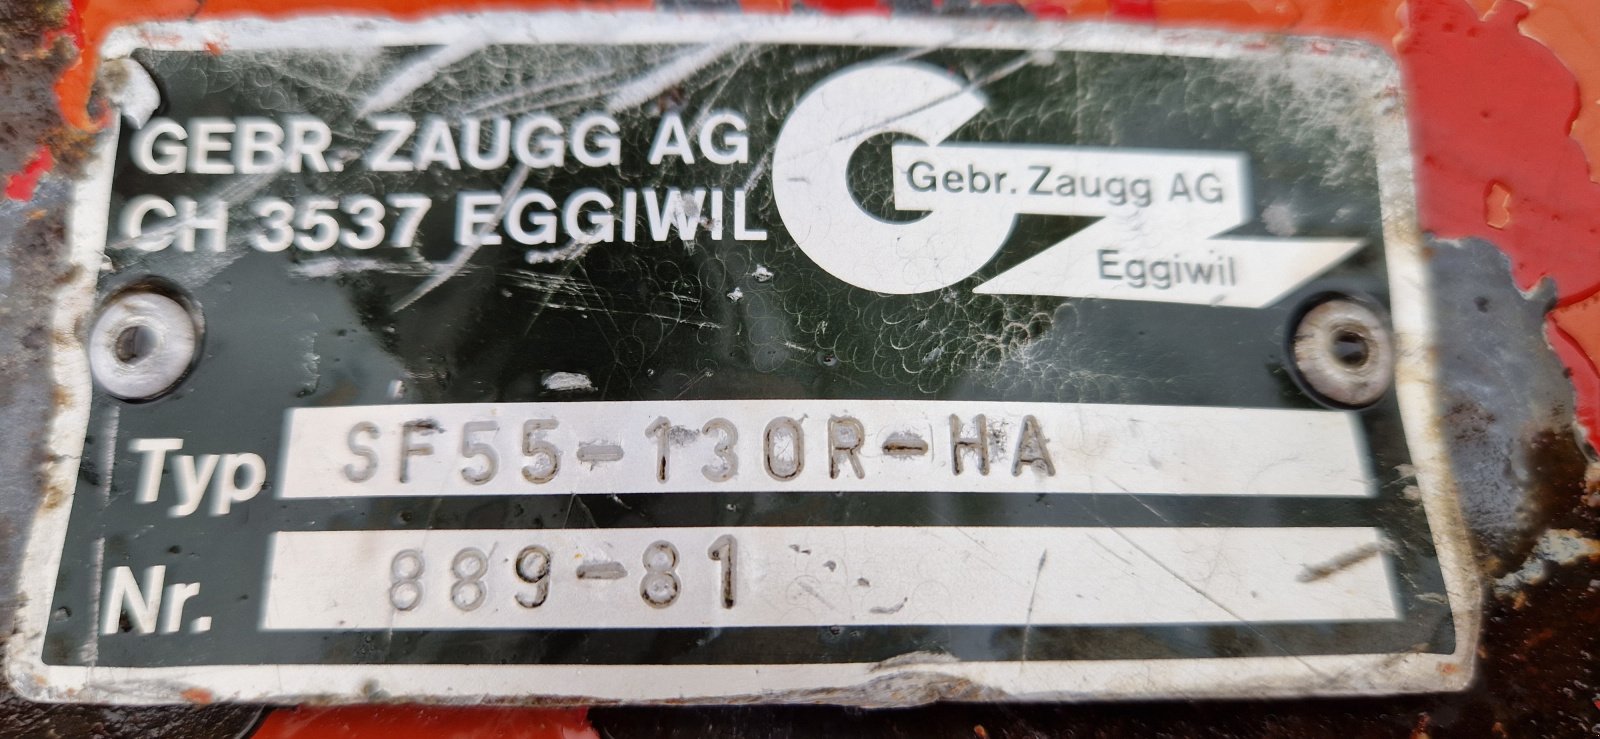 GEBR. ZAUGG AG
CH 3537 EGGIWIL
Gebr. Zaugg AG
Eggiwil
Typ SF55-130R-HA
Nr. 889-81